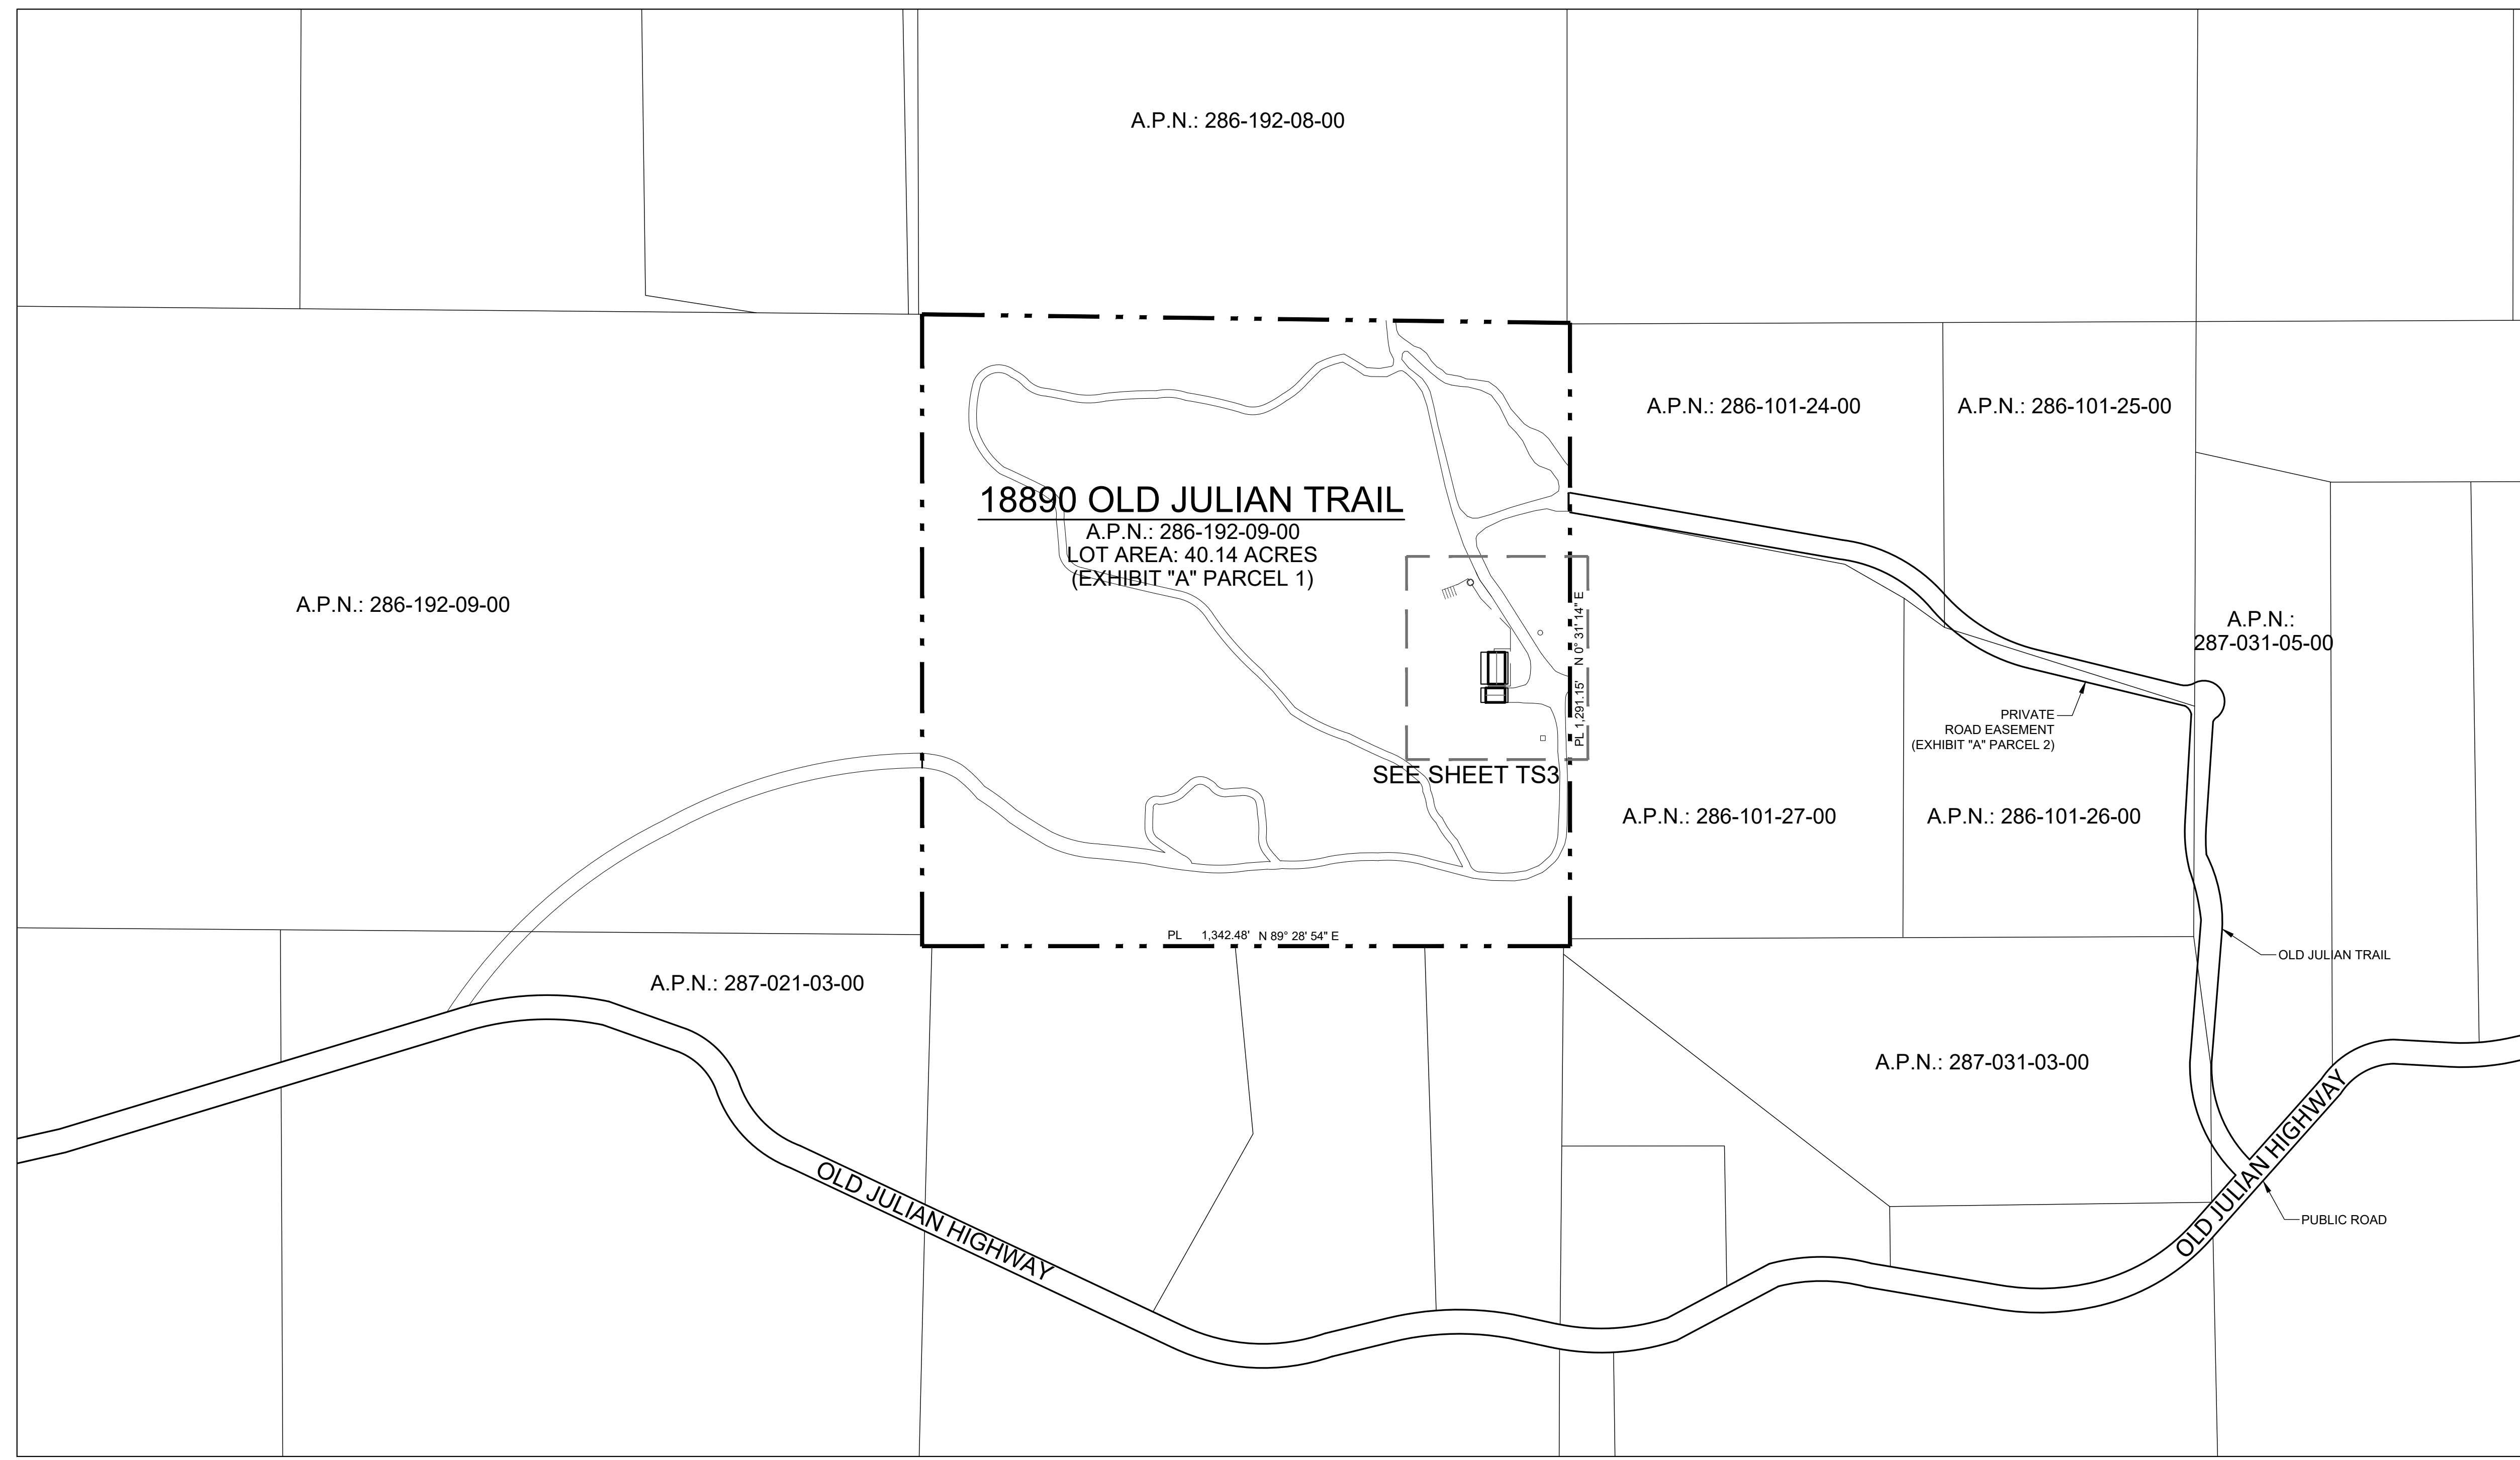 A.P.N.: 286-192-08-00
A.P.N.: 286-101-24-00
A.P.N.: 286-101-25-00
18890 OLD JULIAN TRAIL
A.P.N.: 286-192-09-00
LOT AREA: 40.14 ACRES
(EXHIBIT "A" PARCEL 1)
A.P.N.: 286-192-09-00
PL 1,291.15' N 0° 31' 14" E
A.P.N.:
287-031-05-00
PRIVATE
ROAD EASEMENT
(EXHIBIT "A" PARCEL 2)
SEE SHEET TS3
A.P.N.: 286-101-27-00
A.P.N.: 286-101-26-00
PL 1,342.48' N 89° 28' 54" E
OLD JULIAN TRAIL
A.P.N.: 287-021-03-00
A.P.N.: 287-031-03-00
OLD JULIAN HIGHWAY
OLD JULIAN HIGHWAY
PUBLIC ROAD